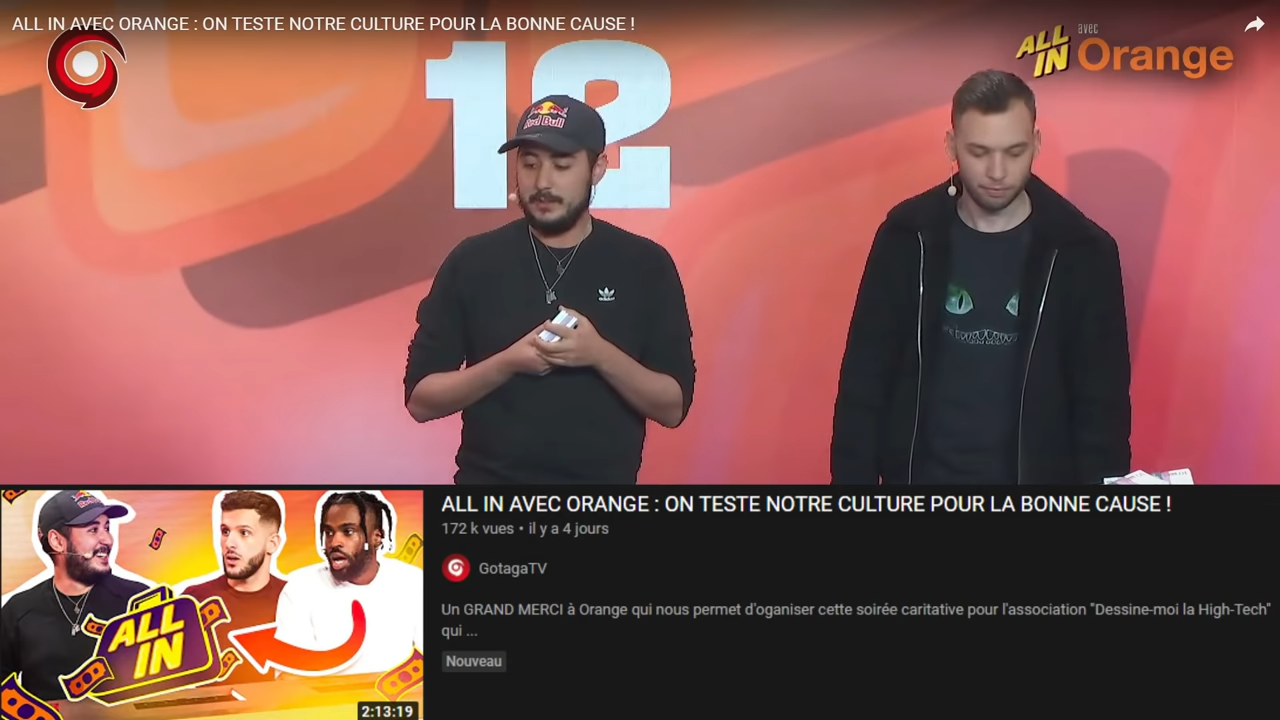 ALL IN AVEC ORANGE : ON TESTE NOTRE CULTURE POUR LA BONNE CAUSE !
ALL IN
avec
Orange
12
Red Bull
adidas
ALL IN AVEC ORANGE : ON TESTE NOTRE CULTURE POUR LA BONNE CAUSE !
172 k vues • il y a 4 jours
GotagaTV
Un GRAND MERCI à Orange qui nous permet d'oganiser cette soirée caritative pour l'association "Dessine-moi la High-Tech"
qui ...
Nouveau
ALL
IN
2:13:19